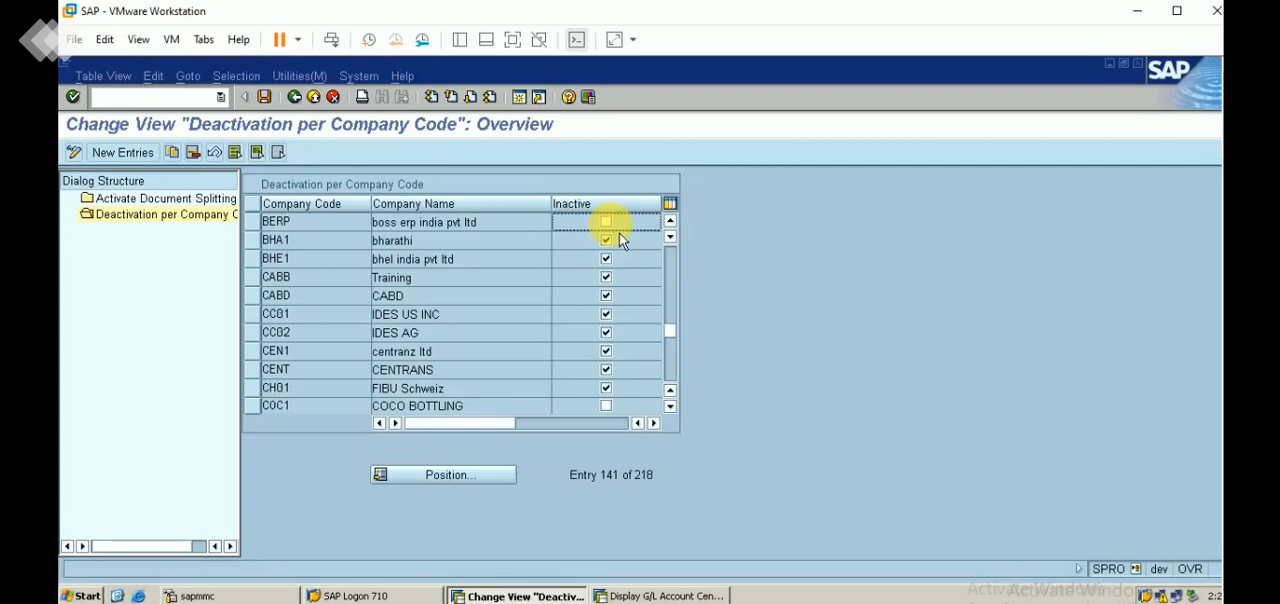 SAP - VMware Workstation
File Edit View VM Tabs Help
Table View Edit Goto Selection Utilities(M) System Help
SAP
Change View "Deactivation per Company Code": Overview
New Entries
Dialog Structure
Activate Document Splitting
Deactivation per Company C
Deactivation per Company Code
Company Code Company Name Inactive
BERP boss erp india pvt ltd
BHA1 bharathi
BHE1 bhel india pvt ltd
CABB Training
CABD CABD
CC01 IDES US INC
CC02 IDES AG
CEN1 centranz ltd
CENT CENTRANS
CH01 FIBU Schweiz
COC1 COCO BOTTLING
Position... Entry 141 of 218
SPRO dev OVR
Start sapmmc SAP Logon 710 Change View "Deactiv... Display G/L Account Cen... 2:2